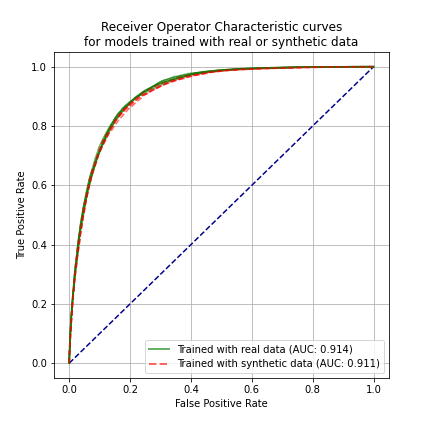 Receiver Operator Characteristic curves
for models trained with real or synthetic data
True Positive Rate
1.0
0.8
0.6
0.4
0.2
0.0
Trained with real data (AUC: 0.914)
Trained with synthetic data (AUC: 0.911)
0.0 0.2 0.4 0.6 0.8 1.0
False Positive Rate